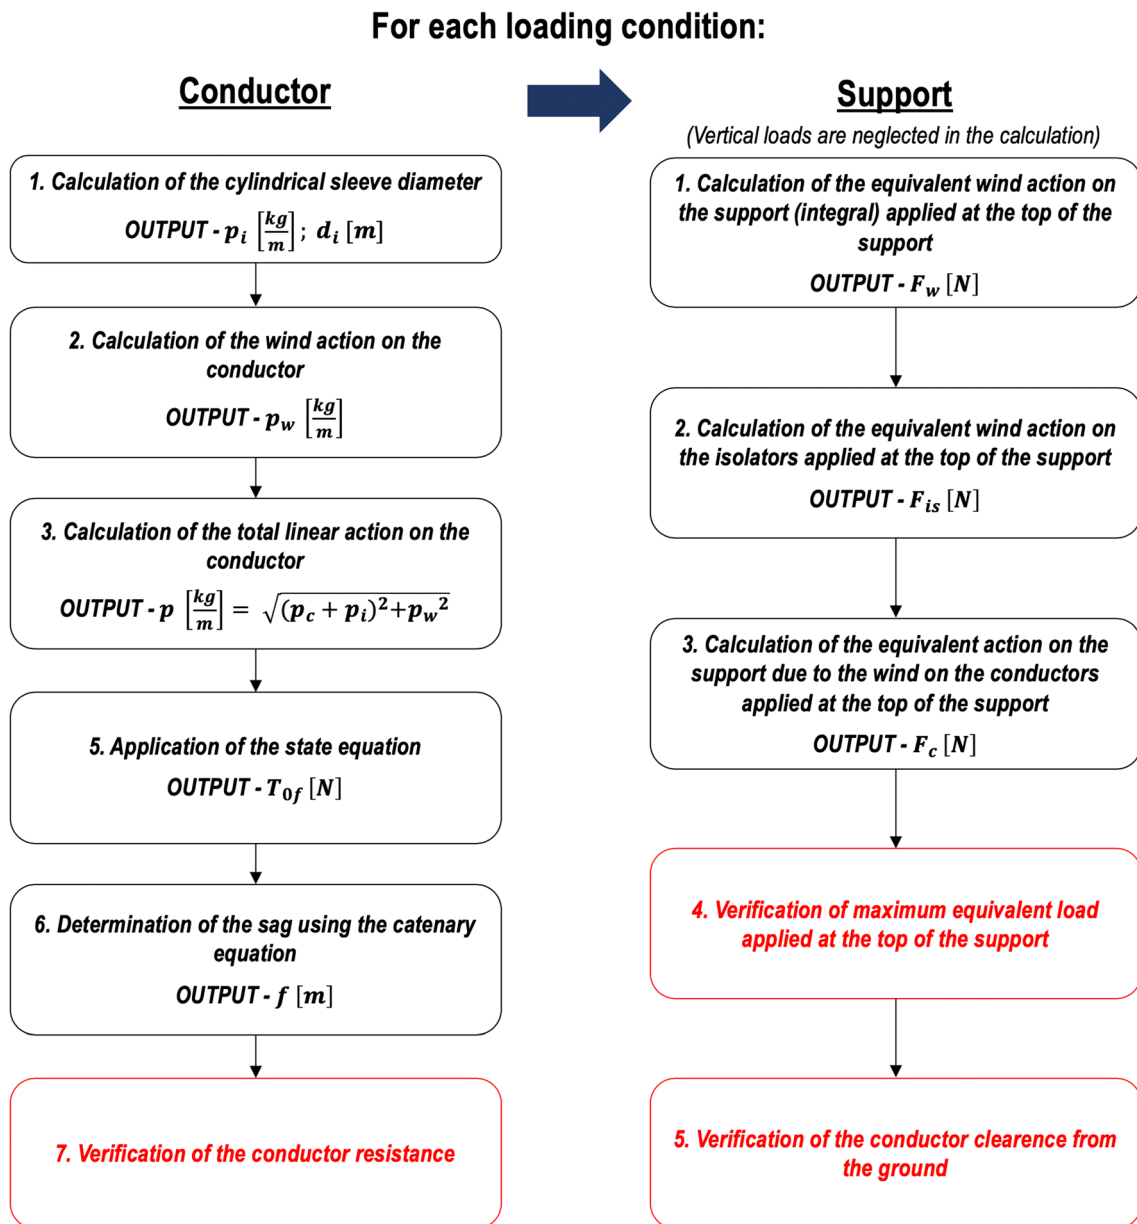 For each loading condition:
Conductor
1. Calculation of the cylindrical sleeve diameter
OUTPUT - p_i [kg/m] ; d_i [m]
2. Calculation of the wind action on the
conductor
OUTPUT - p_w [kg/m]
3. Calculation of the total linear action on the
conductor
OUTPUT - p [kg/m] = √((p_c + p_i)²+p_w²)
5. Application of the state equation
OUTPUT - T_0f [N]
6. Determination of the sag using the catenary
equation
OUTPUT - f [m]
7. Verification of the conductor resistance
Support
(Vertical loads are neglected in the calculation)
1. Calculation of the equivalent wind action on
the support (integral) applied at the top of the
support
OUTPUT - F_w [N]
2. Calculation of the equivalent wind action on
the isolators applied at the top of the support
OUTPUT - F_is [N]
3. Calculation of the equivalent action on the
support due to the wind on the conductors
applied at the top of the support
OUTPUT - F_c [N]
4. Verification of maximum equivalent load
applied at the top of the support
5. Verification of the conductor clearence from
the ground